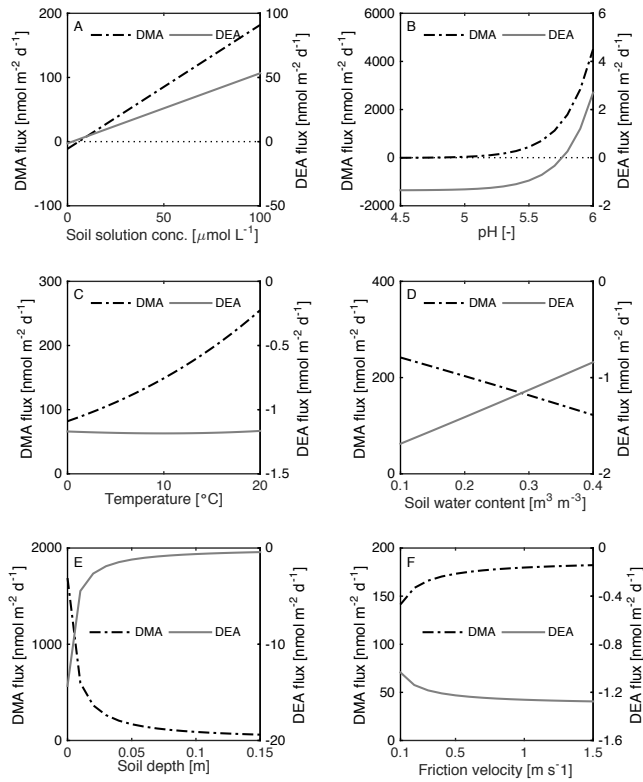 A
DMA DEA
200
100
0
-100
100
50
0
-50
0 50 100
DMA flux [nmol m-2 d-1]
DEA flux [nmol m-2 d-1]
Soil solution conc. [μmol L-1]
B
DMA DEA
6000
4000
2000
0
-2000
6
4
2
0
-2
4.5 5 5.5 6
DMA flux [nmol m-2 d-1]
DEA flux [nmol m-2 d-1]
pH [-]
C
DMA DEA
300
200
100
0
0
-0.5
-1
-1.5
0 10 20
DMA flux [nmol m-2 d-1]
DEA flux [nmol m-2 d-1]
Temperature [°C]
D
DMA DEA
400
200
0
0
-1
-2
0.1 0.2 0.3 0.4
DMA flux [nmol m-2 d-1]
DEA flux [nmol m-2 d-1]
Soil water content [m3 m-3]
E
DMA DEA
2000
1000
0
0
-10
-20
0 0.05 0.1 0.15
DMA flux [nmol m-2 d-1]
DEA flux [nmol m-2 d-1]
Soil depth [m]
F
DMA DEA
200
150
100
50
0
0
-0.4
-0.8
-1.2
-1.6
0.1 0.5 1 1.5
DMA flux [nmol m-2 d-1]
DEA flux [nmol m-2 d-1]
Friction velocity [m s-1]